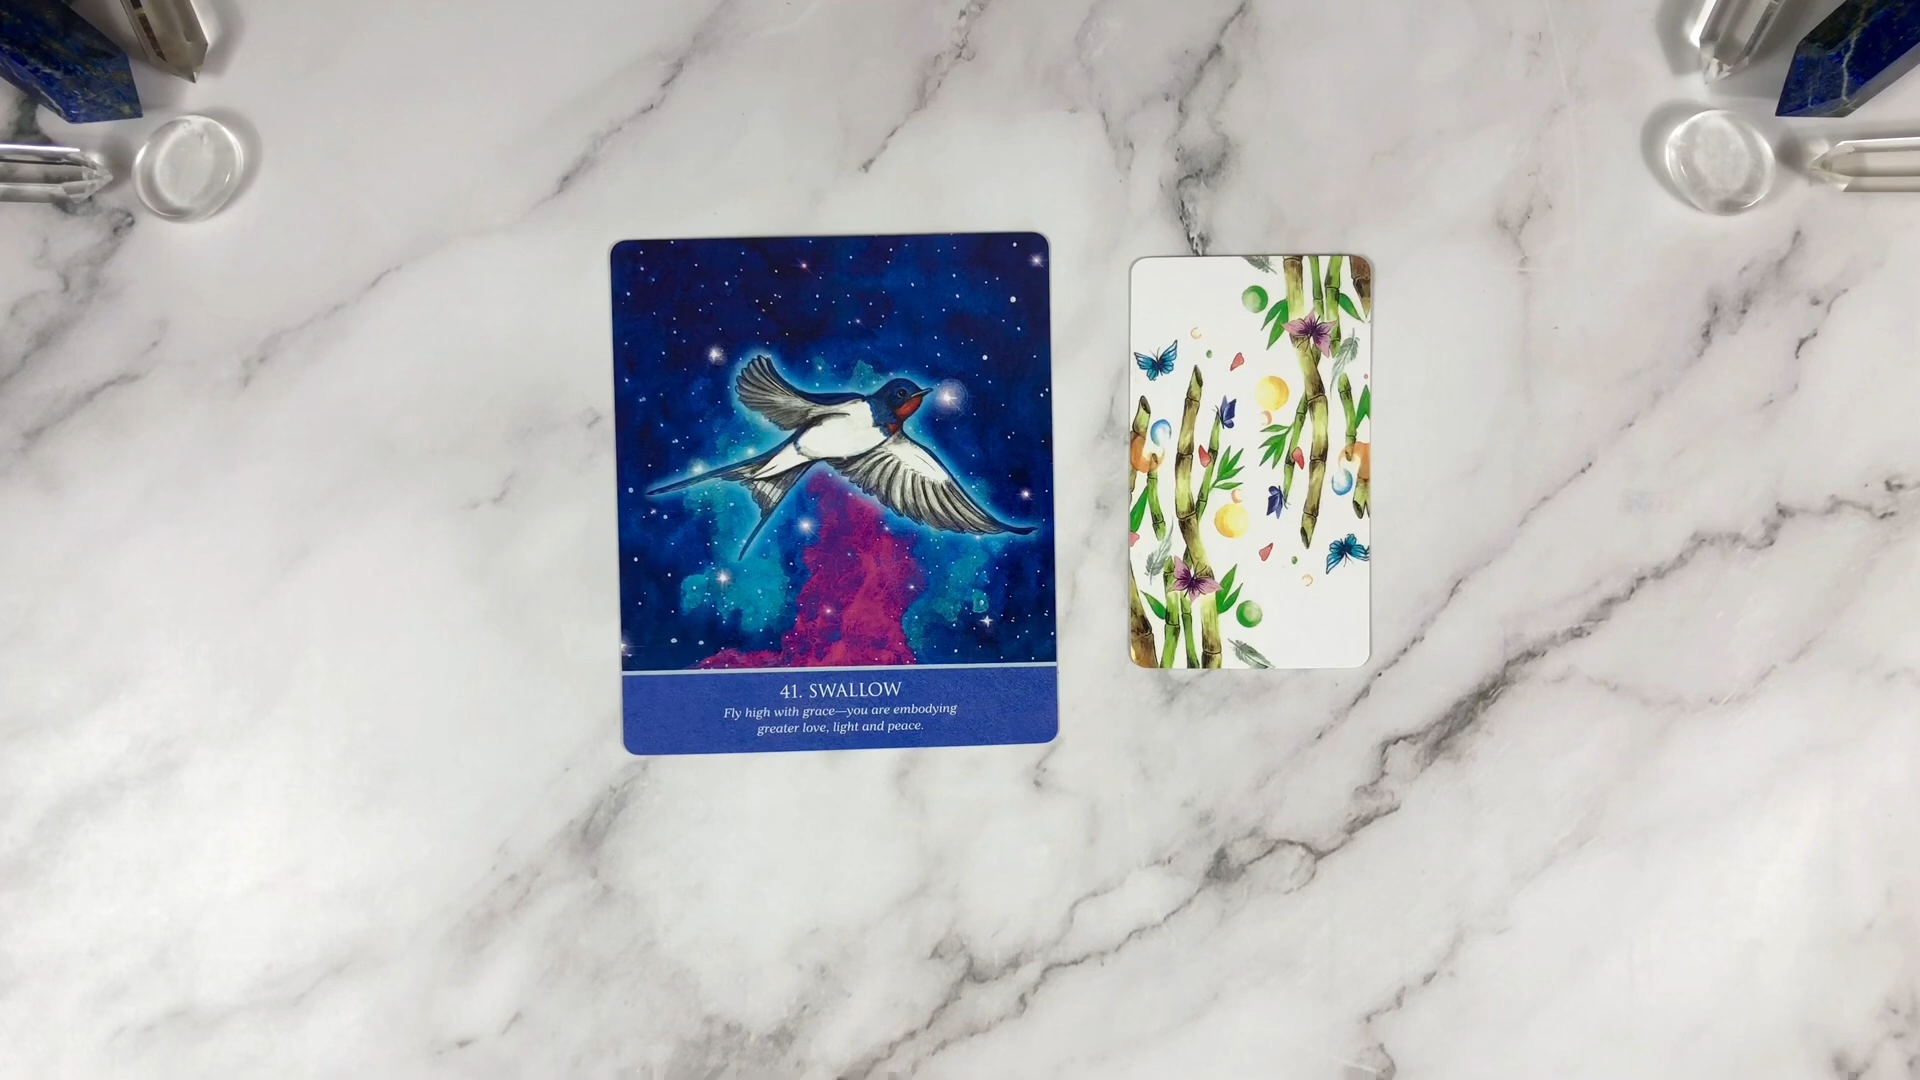 41. SWALLOW
Fly high with grace—you are embodying
greater love, light and peace.